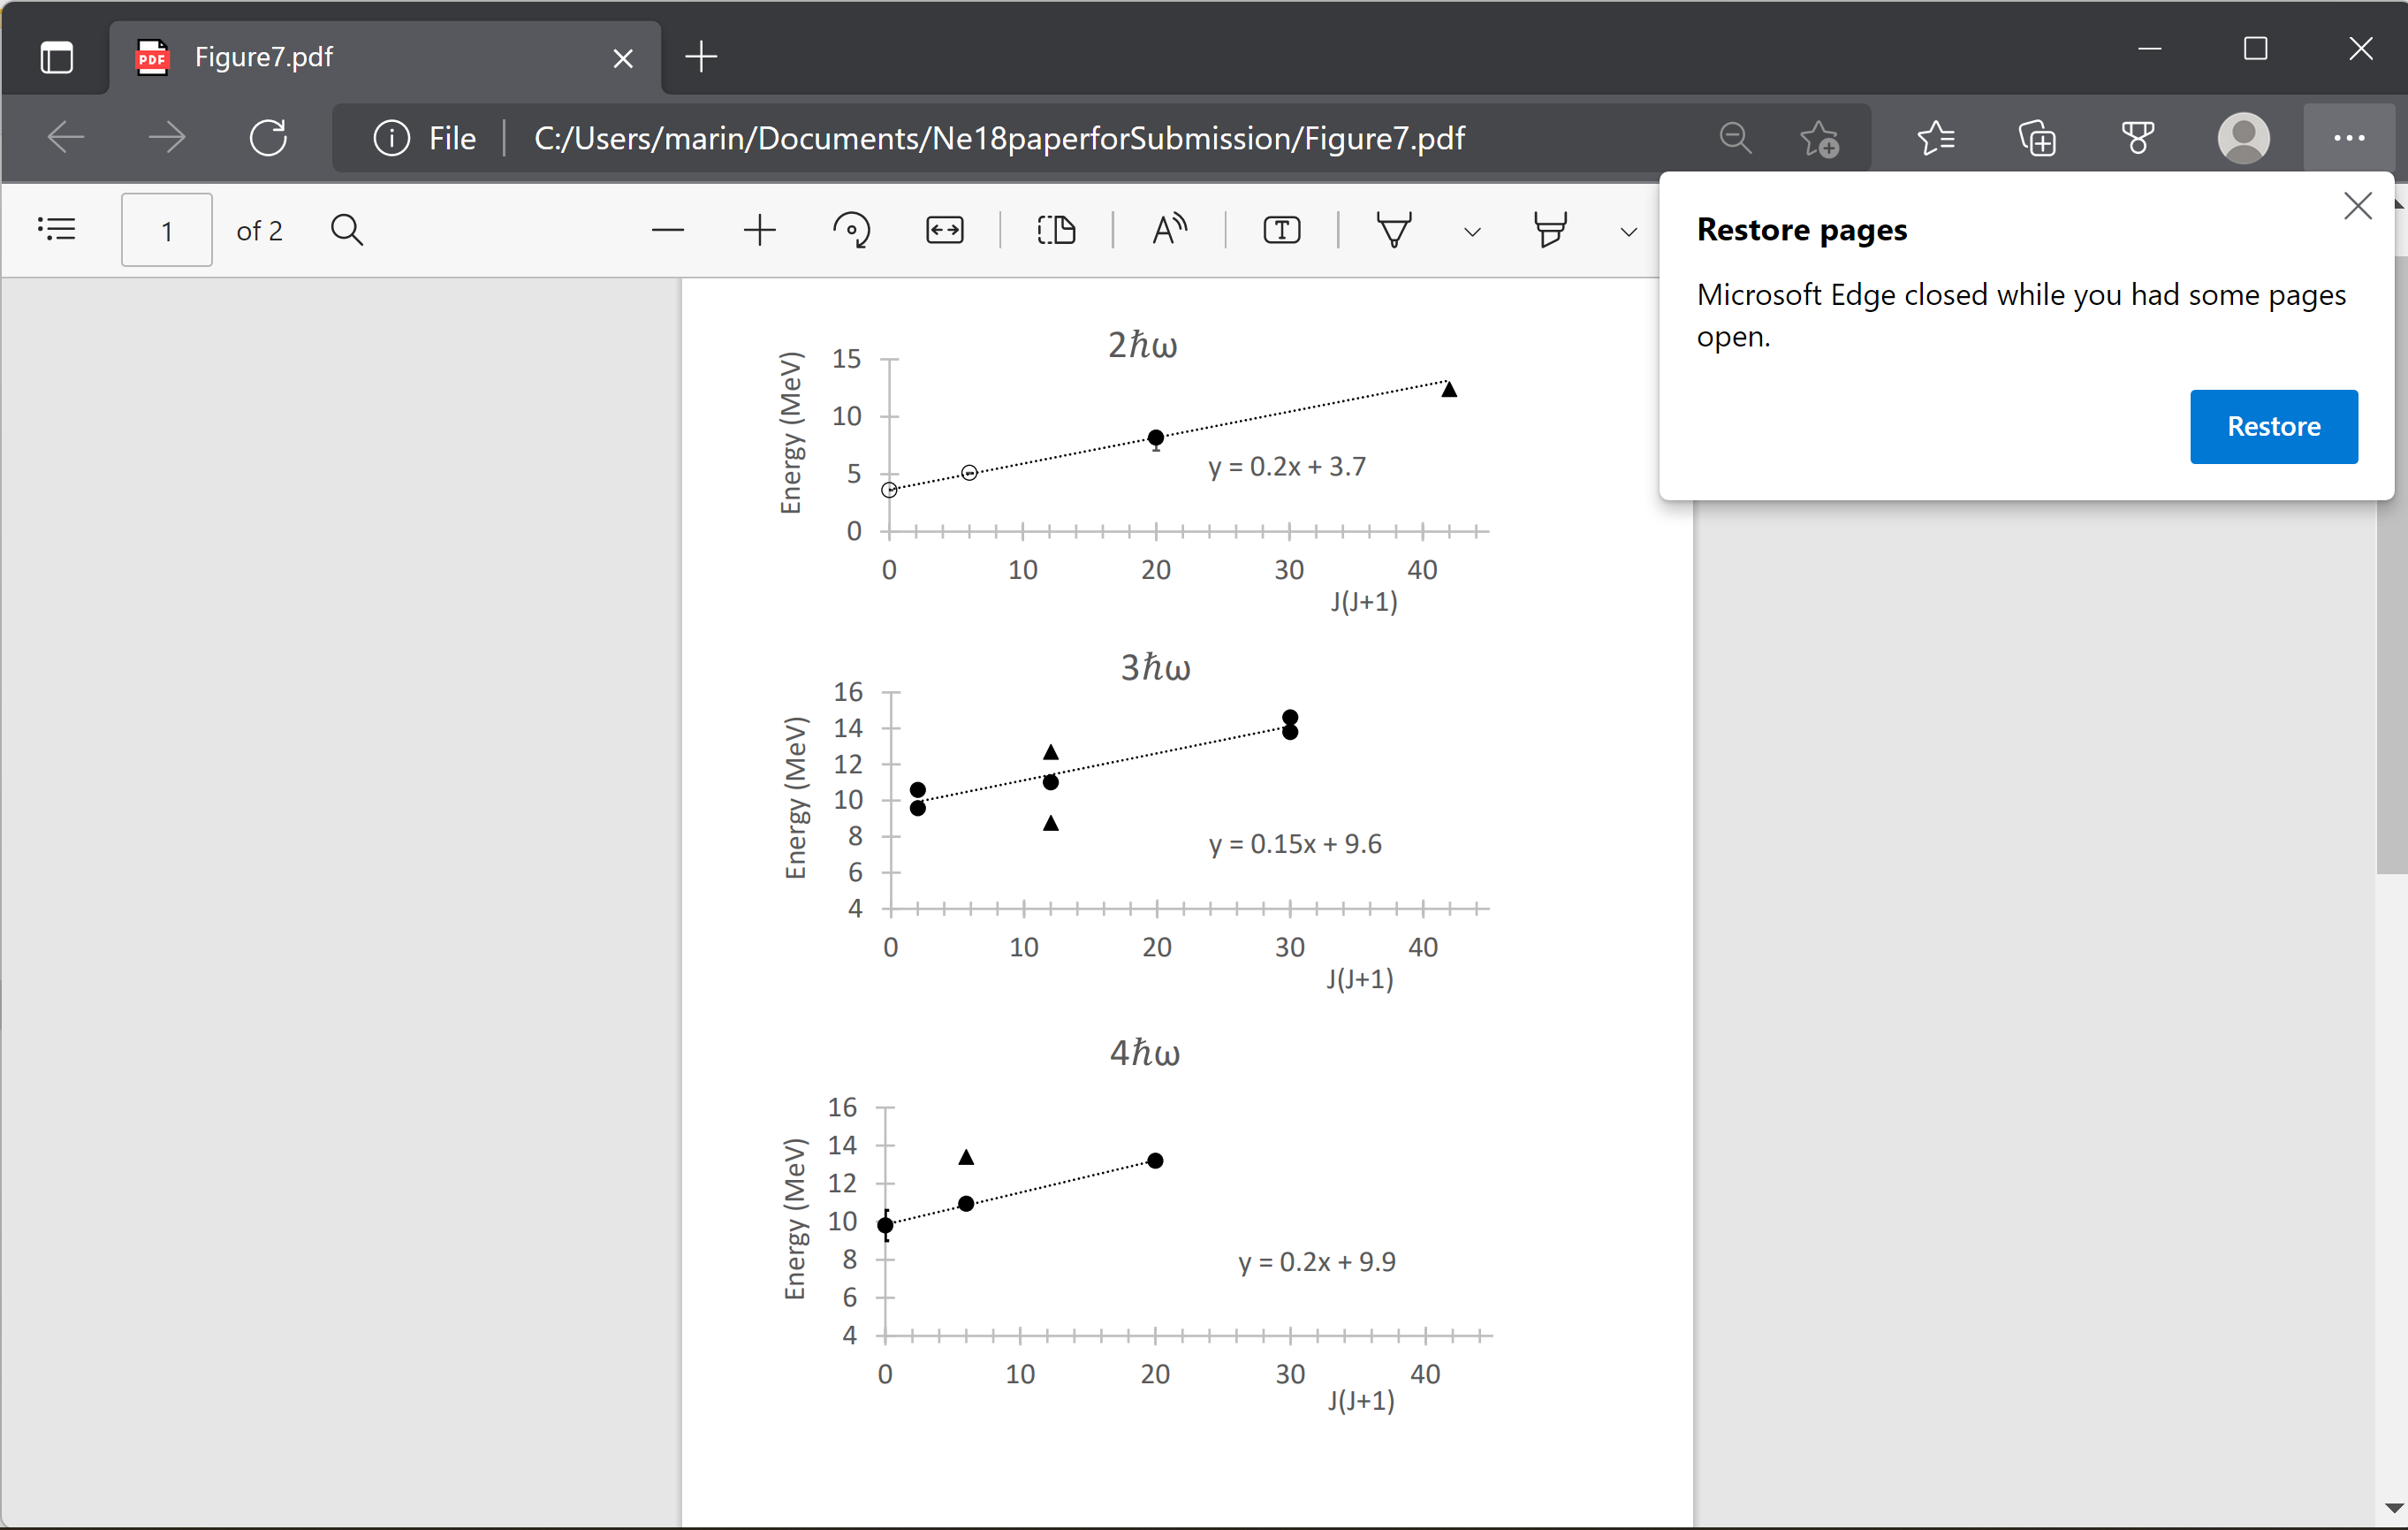 PDF Figure7.pdf
File C:/Users/marin/Documents/Ne18paperforSubmission/Figure7.pdf
1 of 2
Restore pages
Microsoft Edge closed while you had some pages
open.
Restore
2ℏω
Energy (MeV)
15
10
5
0
y = 0.2x + 3.7
0 10 20 30 40
J(J+1)
3ℏω
Energy (MeV)
16
14
12
10
8
6
4
y = 0.15x + 9.6
0 10 20 30 40
J(J+1)
4ℏω
Energy (MeV)
16
14
12
10
8
6
4
y = 0.2x + 9.9
0 10 20 30 40
J(J+1)